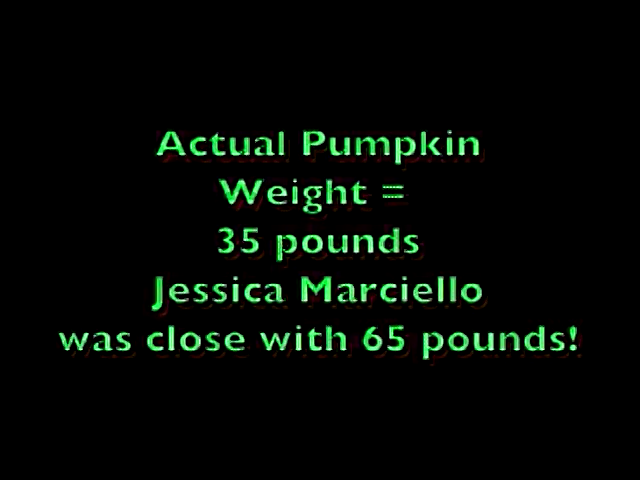 Actual Pumpkin
Weight =
35 pounds
Jessica Marciello
was close with 65 pounds!